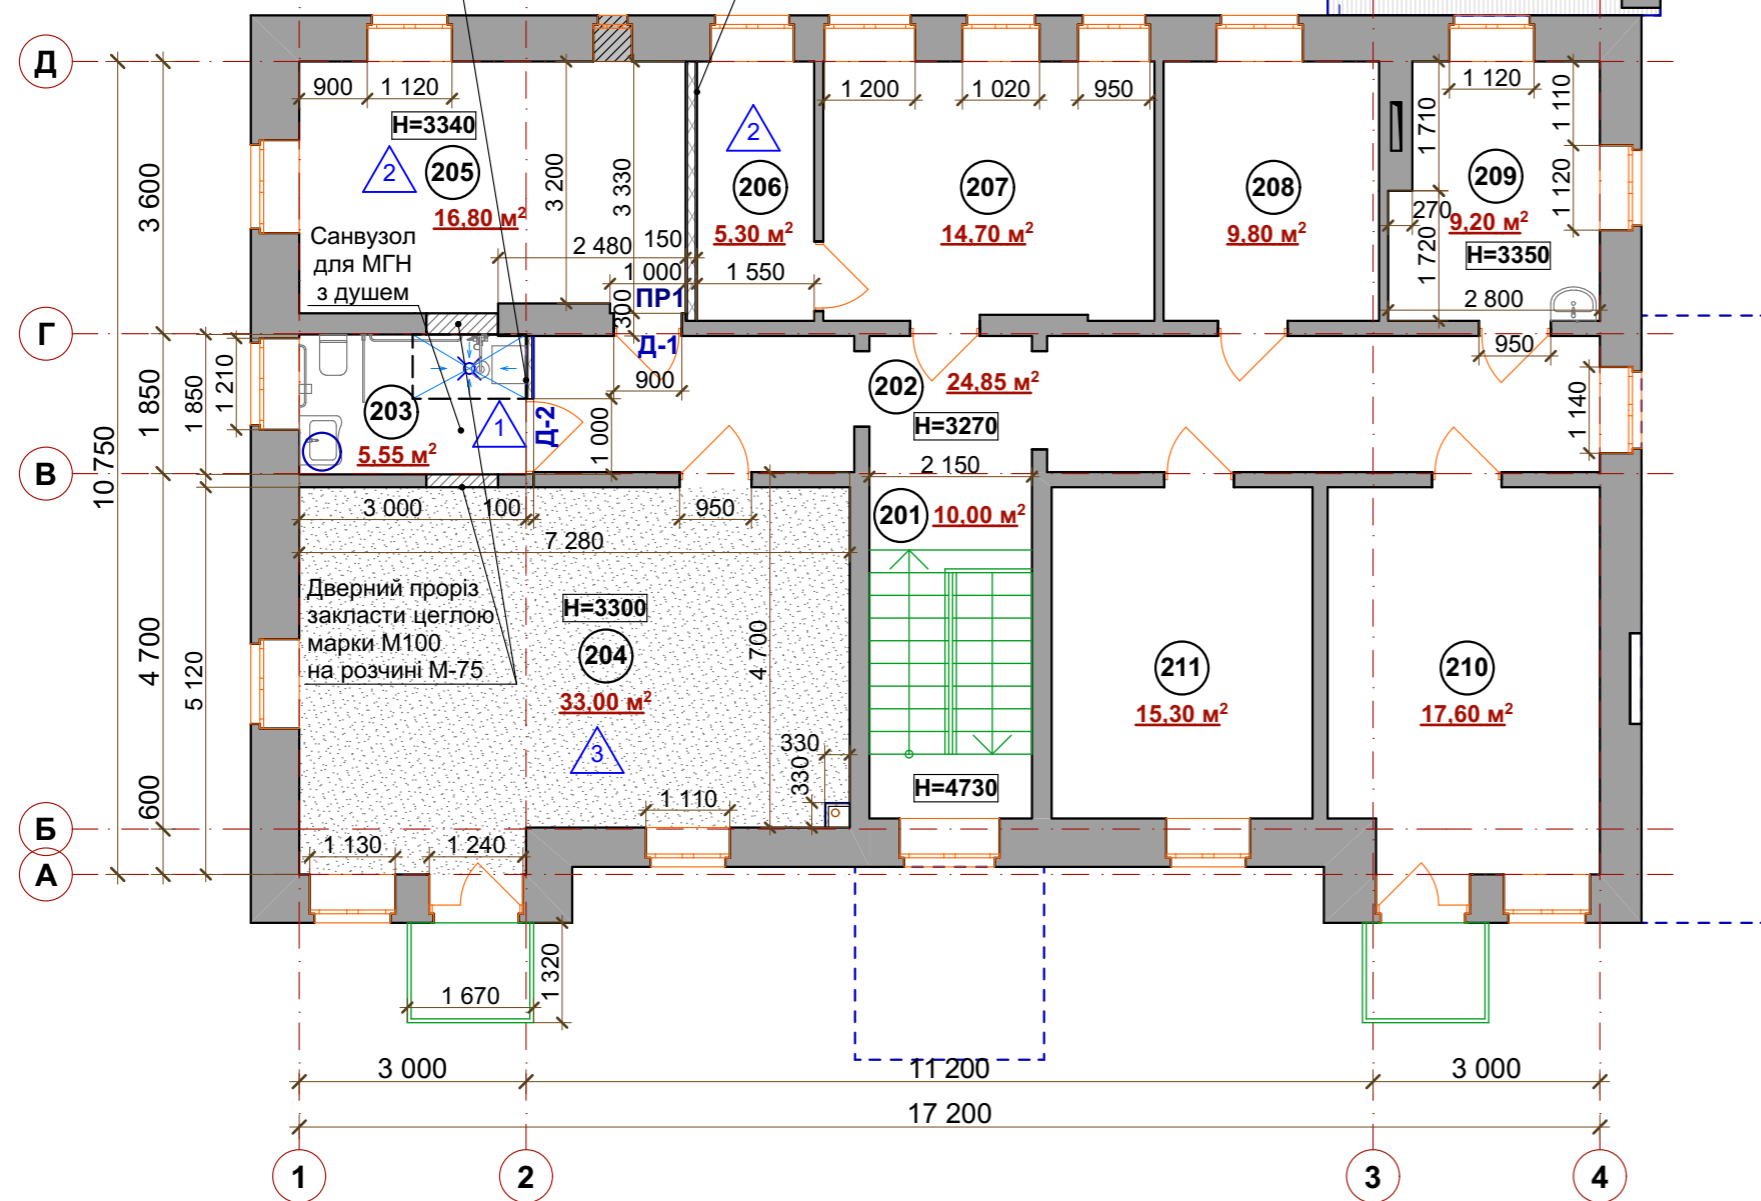 Д
900
1 120
1 200
1 020
950
1 120
1 110
H=3340
2
205
16,80 м²
3 200
3 330
2
206
5,30 м²
207
14,70 м²
208
9,80 м²
1 710
209
9,20 м²
1 120
270
1 720
H=3350
2 800
3 600
Санвузол
для МГН
з душем
2 480
150
1 000
1 550
ПР1
300
Г
Д-1
900
950
1 210
1 850
1 850
203
5,55 м²
1
Д-2
1 000
202
24,85 м²
H=3270
1 140
В
10 750
2 150
3 000
100
950
201
10,00 м²
7 280
Дверний проріз
закласти цеглою
марки М100
на розчині М-75
H=3300
204
33,00 м²
3
4 700
5 120
4 700
211
15,30 м²
210
17,60 м²
330
330
H=4730
600
1 110
Б
1 130
1 240
А
1 320
1 670
3 000
11 200
3 000
17 200
1
2
3
4